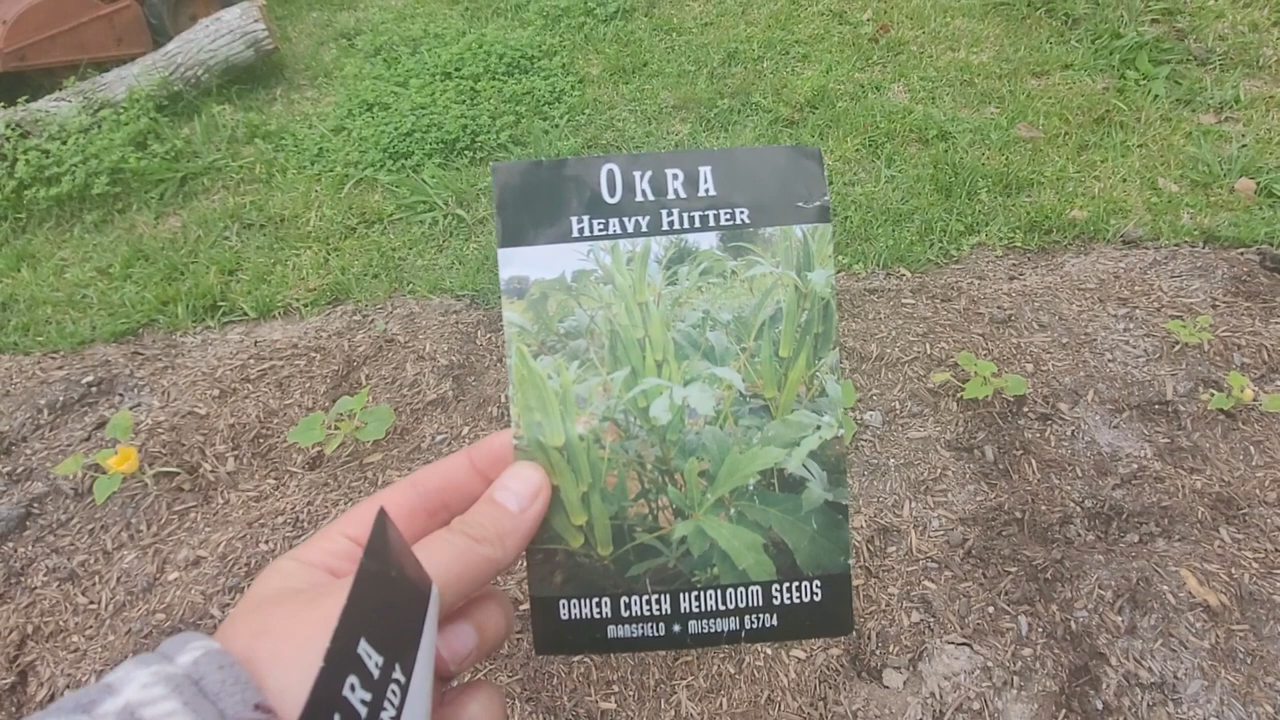 OKRA
HEAVY HITTER
BAKER CREEK HEIRLOOM SEEDS
MANSFIELD * MISSOURI 65704
RA
NDY